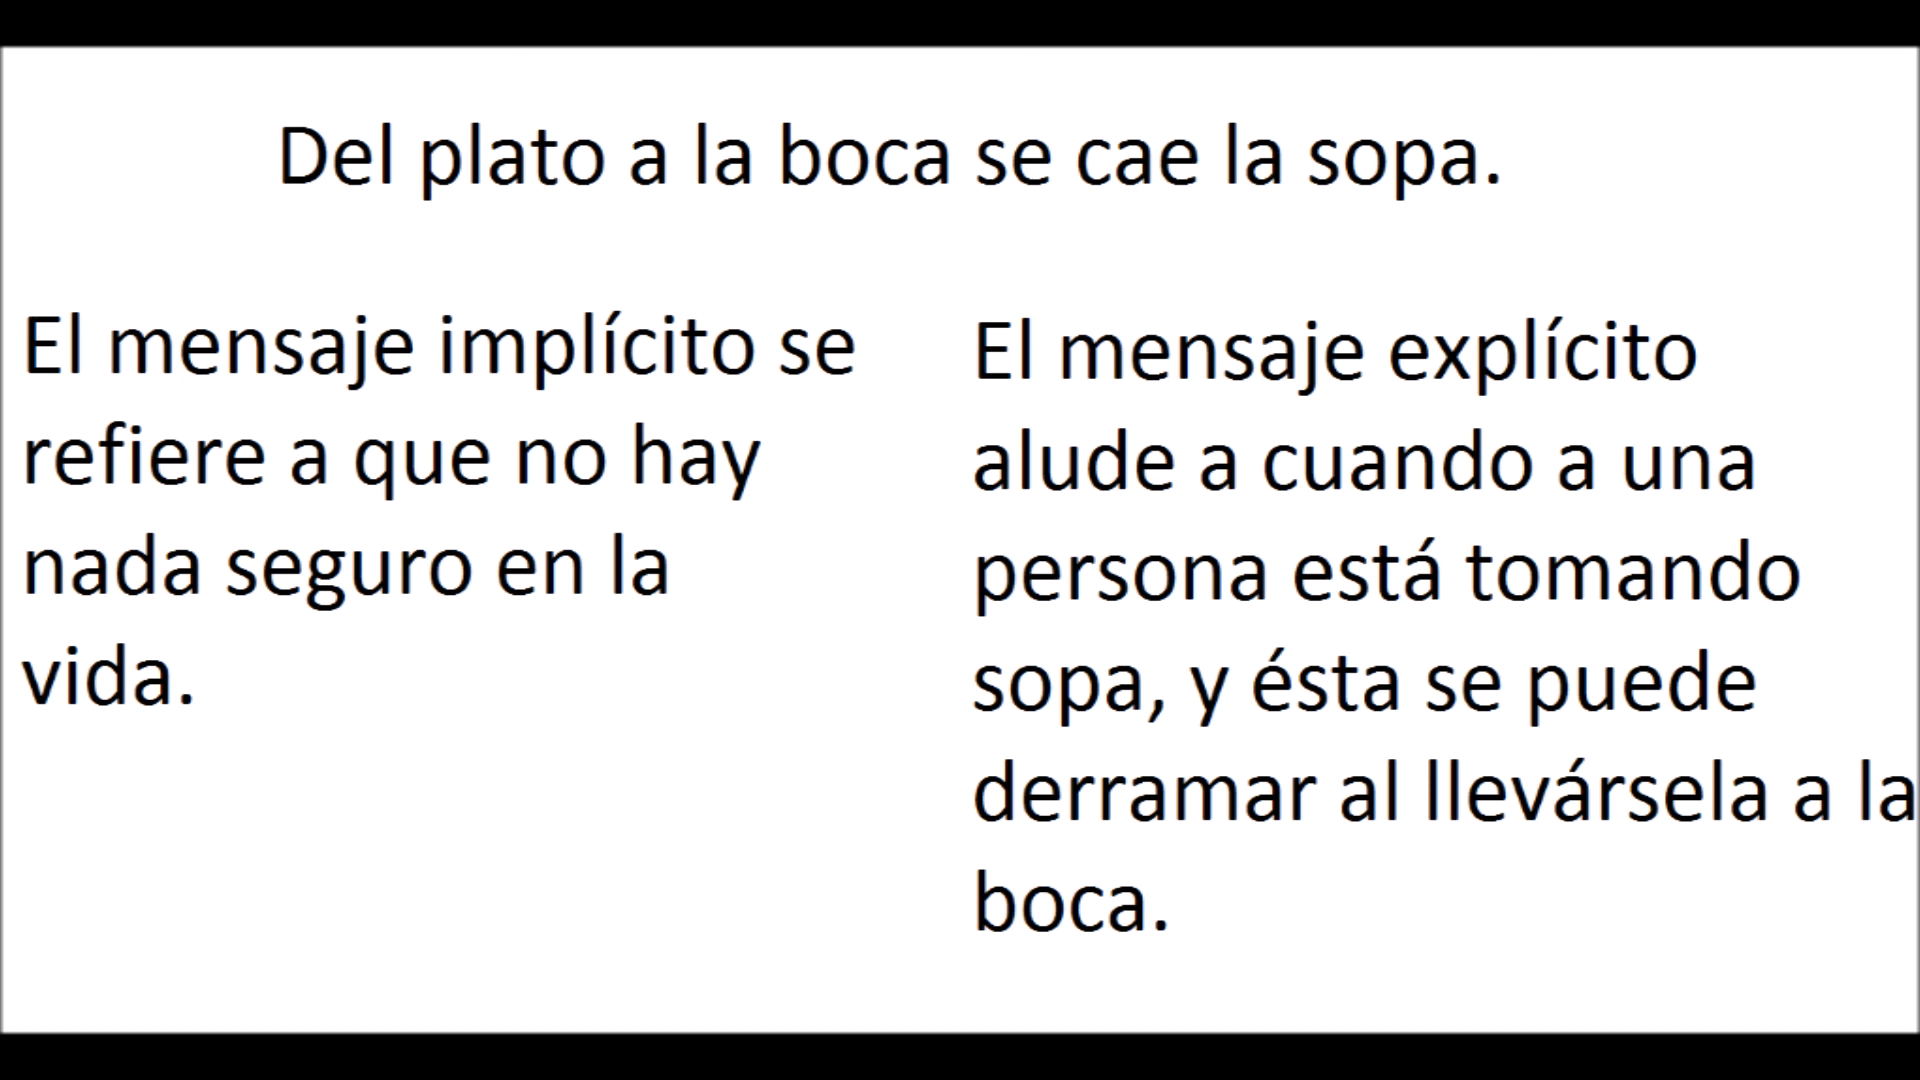 Del plato a la boca se cae la sopa.
El mensaje implícito se
refiere a que no hay
nada seguro en la
vida.
El mensaje explícito
alude a cuando a una
persona está tomando
sopa, y ésta se puede
derramar al llevársela a la
boca.